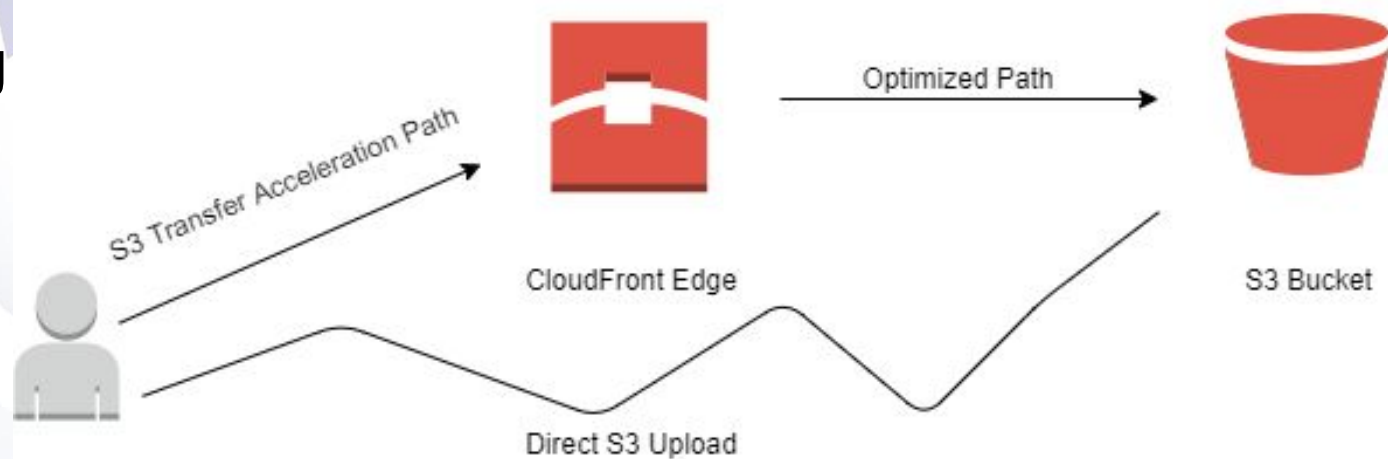 Optimized Path
S3 Transfer Acceleration Path
CloudFront Edge
S3 Bucket
Direct S3 Upload